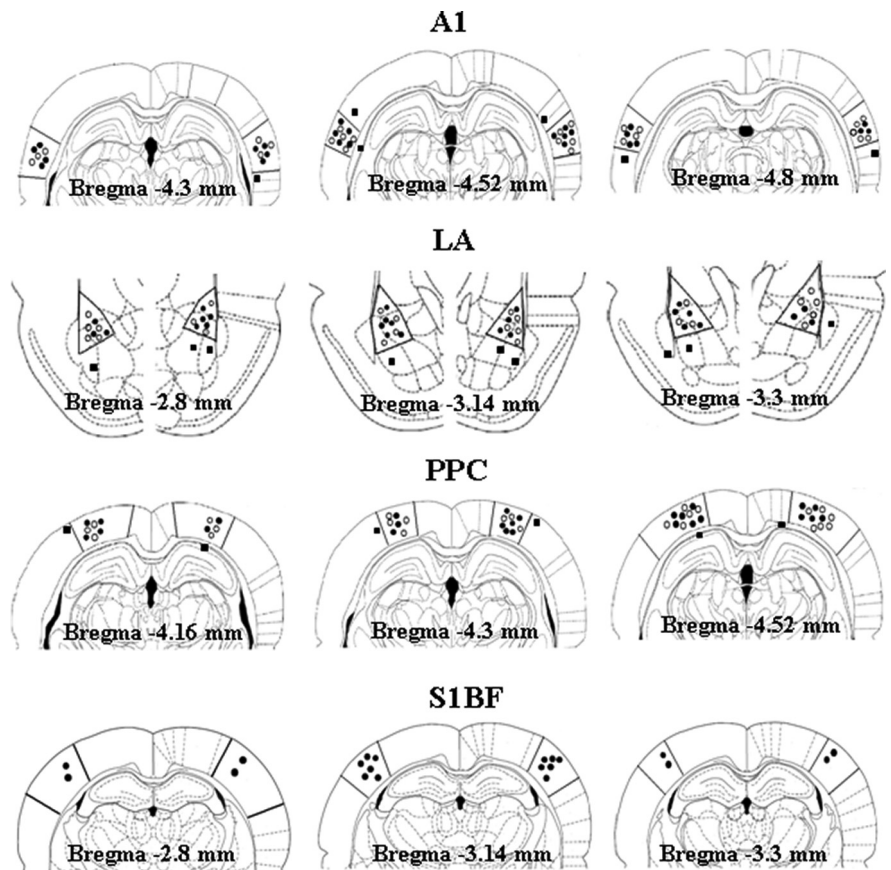 A1
Bregma -4.3 mm
Bregma -4.52 mm
Bregma -4.8 mm
LA
Bregma -2.8 mm
Bregma -3.14 mm
Bregma -3.3 mm
PPC
Bregma -4.16 mm
Bregma -4.3 mm
Bregma -4.52 mm
S1BF
Bregma -2.8 mm
Bregma -3.14 mm
Bregma -3.3 mm